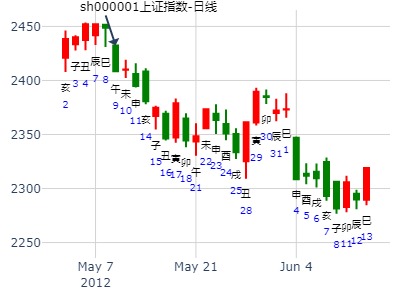 sh000001上证指数-日线
2450
2400
2350
2300
2250
亥
2
子
3
丑
4
辰
7
巳
8
午
9
未
10
申
11
亥
14
子
15
丑
16
寅
17
卯
18
午
21
未
22
申
23
酉
24
戌
25
丑
28
寅
29
卯
30
辰
31
巳
1
申
4
酉
5
戌
6
亥
7
子
8
卯
11
辰
12
巳
13
May 7
2012
May 21
Jun 4